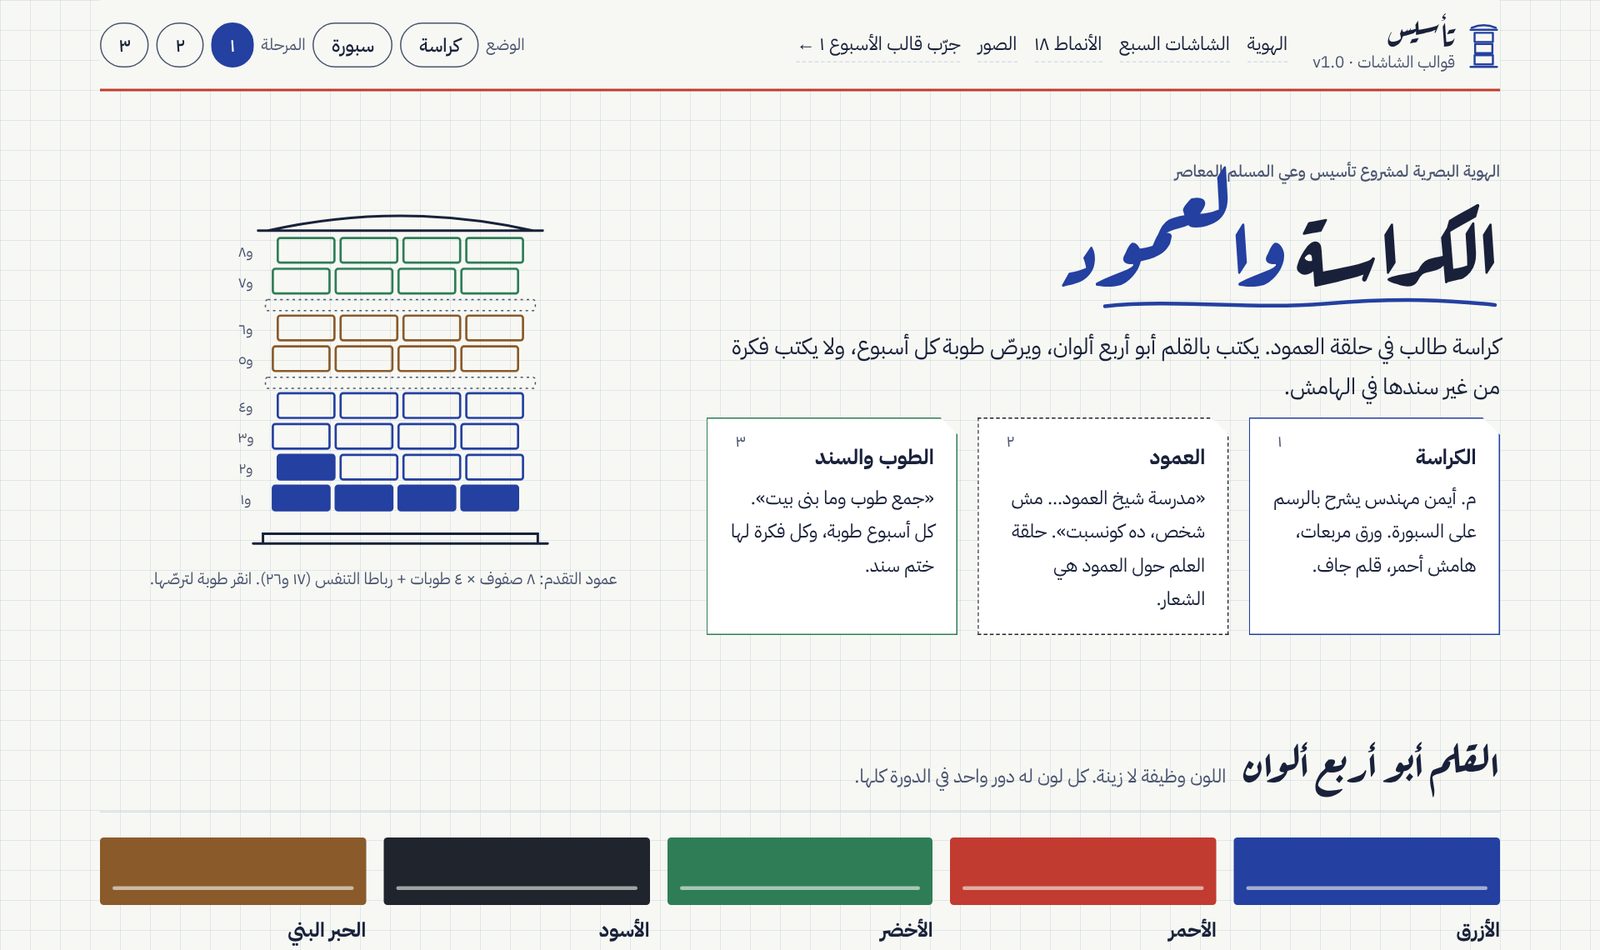 تأسيس
قوالب الشاشات · v1.0
الهوية
الشاشات السبع
الأنماط ١٨
الصور
جرّب قالب الأسبوع ١ ←
الوضع
كراسة
سبورة
المرحلة
١
٢
٣
الهوية البصرية لمشروع تأسيس وعي المسلم المعاصر
الكراسة والعمود
كراسة طالب في حلقة العمود. يكتب بالقلم أبو أربع ألوان، ويرصّ طوبة كل أسبوع، ولا يكتب فكرة
من غير سندها في الهامش.
١
الكراسة
م. أيمن مهندس يشرح بالرسم
على السبورة. ورق مربعات،
هامش أحمر، قلم جاف.
٢
العمود
«مدرسة شيخ العمود... مش
شخص، ده كونسبت». حلقة
العلم حول العمود هي
الشعار.
٣
الطوب والسند
«جمع طوب وما بنى بيت».
كل أسبوع طوبة، وكل فكرة لها
ختم سند.
و٨
و٧
و٦
و٥
و٤
و٣
و٢
و١
عمود التقدم: ٨ صفوف × ٤ طوبات + رباطا التنفس (١٧ و٢٦). انقر طوبة لترصّها.
القلم أبو أربع ألوان
اللون وظيفة لا زينة. كل لون له دور واحد في الدورة كلها.
الأزرق
الأحمر
الأخضر
الأسود
الحبر البني